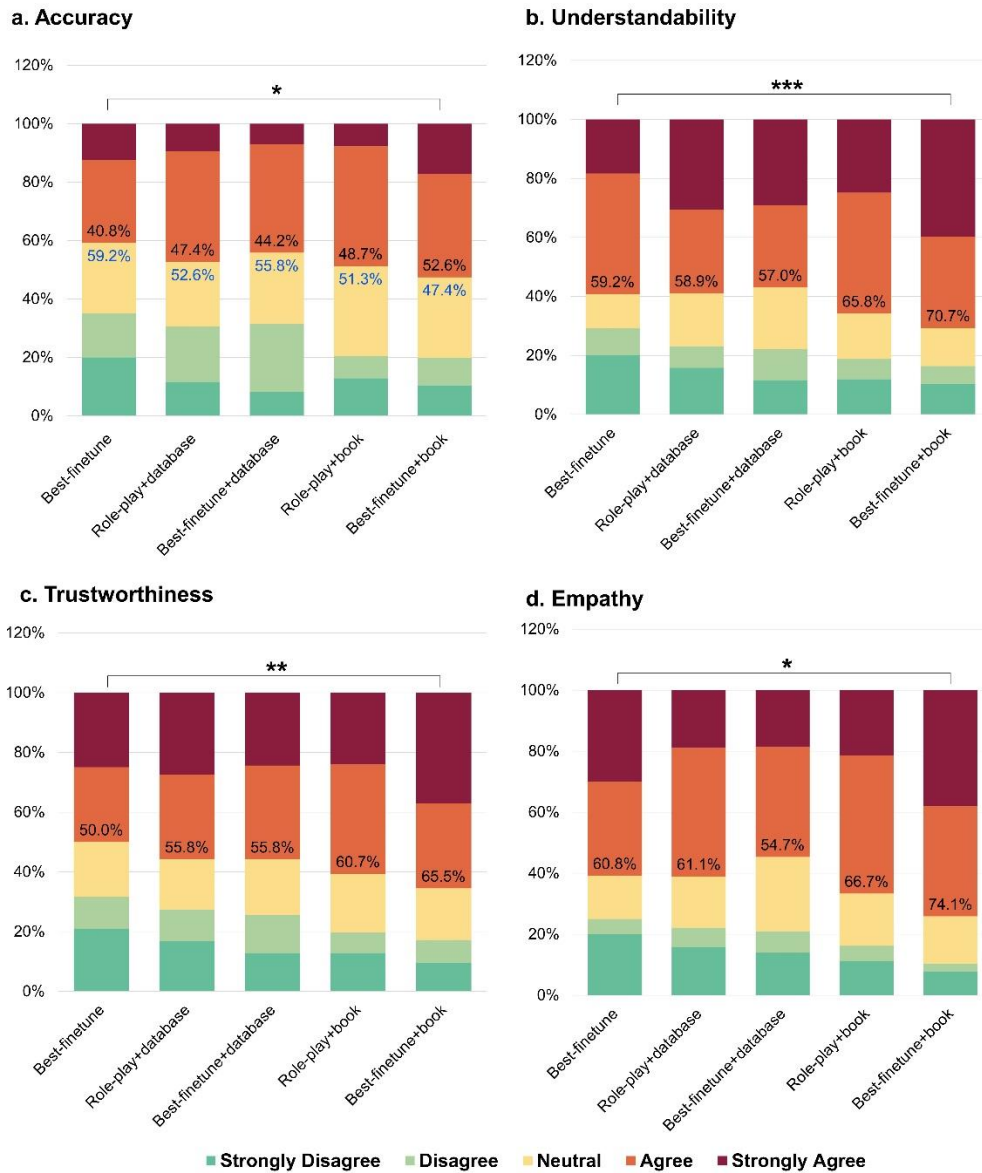 a. Accuracy
120%
100%
80%
60%
40%
20%
0%
*
40.8%
59.2%
47.4%
52.6%
44.2%
55.8%
48.7%
51.3%
52.6%
47.4%
Best-finetune
Role-play+database
Best-finetune+database
Role-play+book
Best-finetune+book
b. Understandability
120%
100%
80%
60%
40%
20%
0%
***
59.2%
58.9%
57.0%
65.8%
70.7%
Best-finetune
Role-play+database
Best-finetune+database
Role-play+book
Best-finetune+book
c. Trustworthiness
120%
100%
80%
60%
40%
20%
0%
**
50.0%
55.8%
55.8%
60.7%
65.5%
Best-finetune
Role-play+database
Best-finetune+database
Role-play+book
Best-finetune+book
d. Empathy
120%
100%
80%
60%
40%
20%
0%
*
60.8%
61.1%
54.7%
66.7%
74.1%
Best-finetune
Role-play+database
Best-finetune+database
Role-play+book
Best-finetune+book
Strongly Disagree Disagree Neutral Agree Strongly Agree